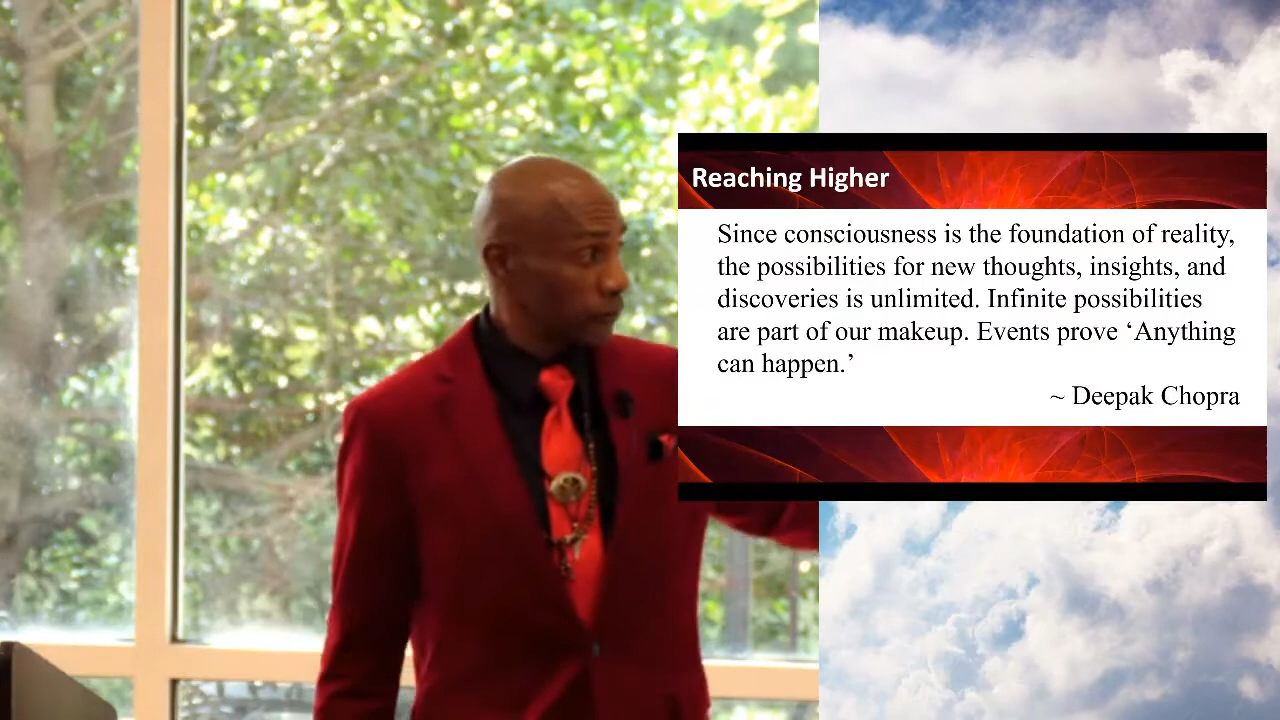 Reaching Higher
Since consciousness is the foundation of reality,
the possibilities for new thoughts, insights, and
discoveries is unlimited. Infinite possibilities
are part of our makeup. Events prove ‘Anything
can happen.’
~ Deepak Chopra